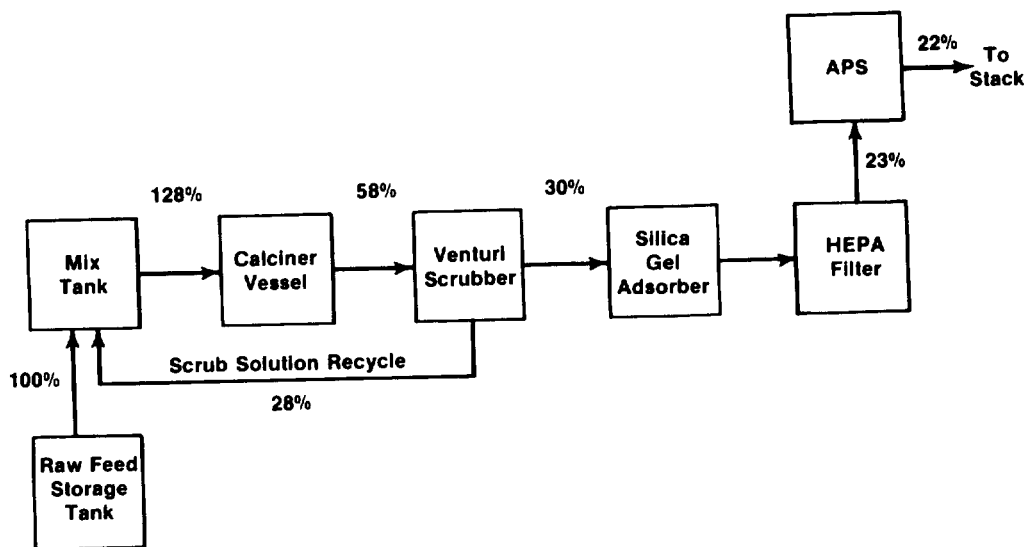 APS
22%
To
Stack
23%
128%
58%
30%
Mix
Tank
Calciner
Vessel
Venturi
Scrubber
Silica
Gel
Adsorber
HEPA
Filter
Scrub Solution Recycle
100%
28%
Raw Feed
Storage
Tank